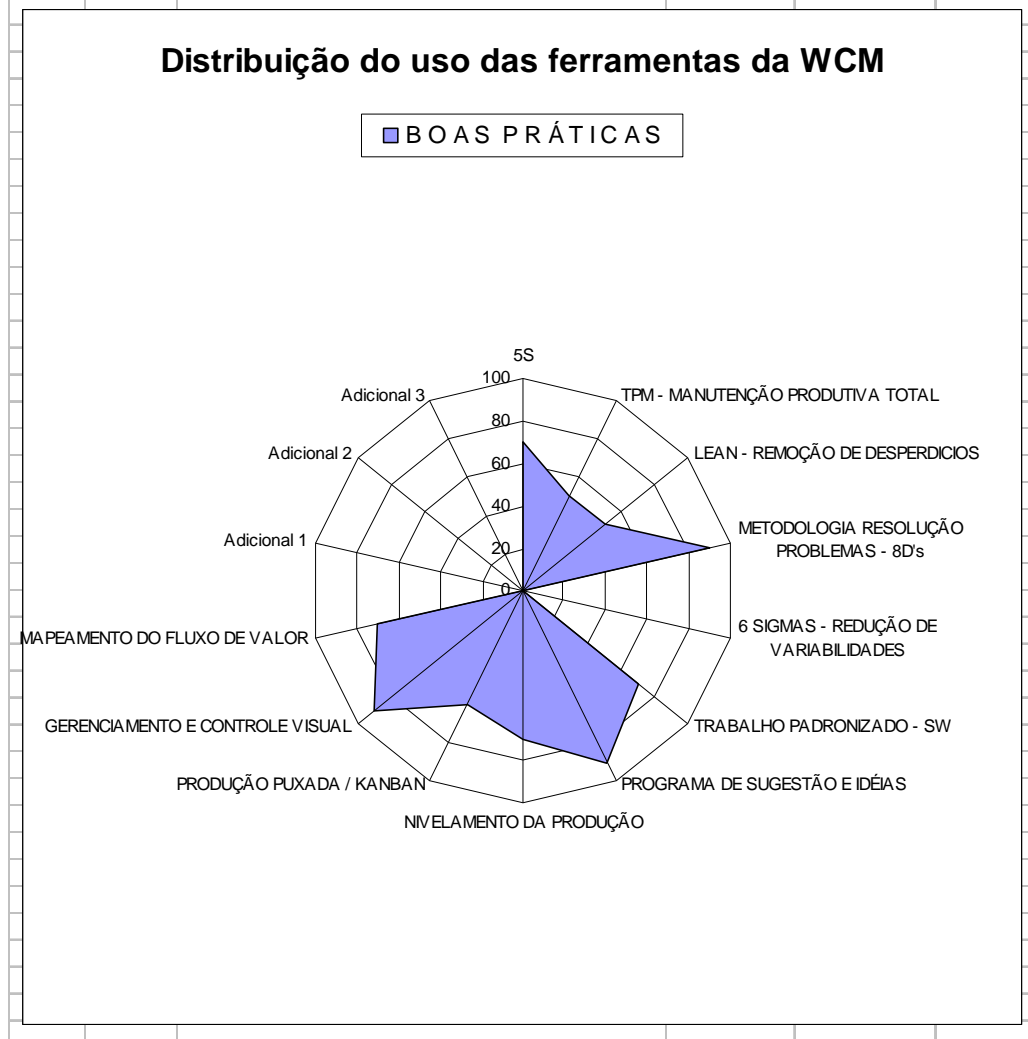 Distribuição do uso das ferramentas da WCM
BOAS PRÁTICAS
5S
100
80
60
40
20
0
TPM - MANUTENÇÃO PRODUTIVA TOTAL
LEAN - REMOÇÃO DE DESPERDICIOS
METODOLOGIA RESOLUÇÃO
PROBLEMAS - 8D's
6 SIGMAS - REDUÇÃO DE
VARIABILIDADES
TRABALHO PADRONIZADO - SW
PROGRAMA DE SUGESTÃO E IDÉIAS
NIVELAMENTO DA PRODUÇÃO
PRODUÇÃO PUXADA / KANBAN
GERENCIAMENTO E CONTROLE VISUAL
MAPEAMENTO DO FLUXO DE VALOR
Adicional 1
Adicional 2
Adicional 3